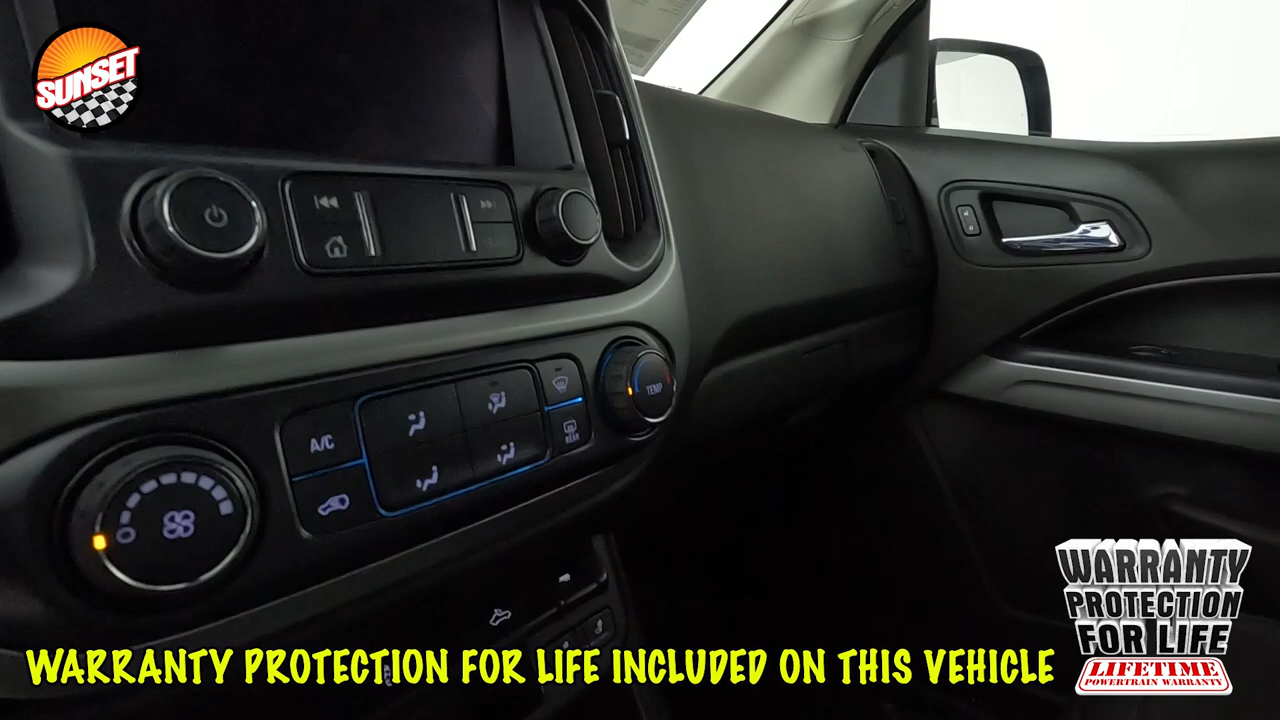 SUNSET
A/C
REAR
TEMP
WARRANTY PROTECTION FOR LIFE INCLUDED ON THIS VEHICLE
WARRANTY
PROTECTION
FOR LIFE
LIFETIME
POWERTRAIN WARRANTY